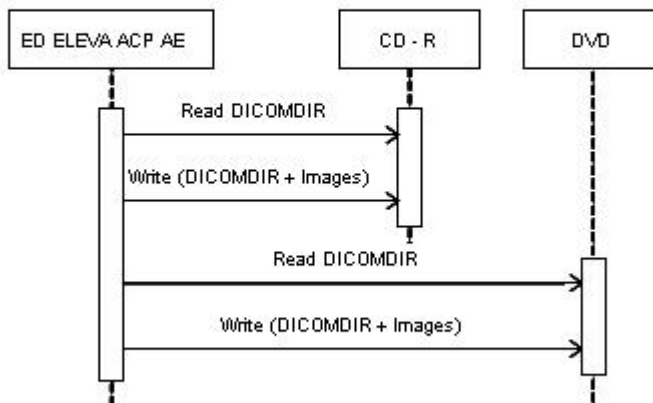 ED ELEVA ACP AE
CD - R
DVD
Read DICOMDIR
Write (DICOMDIR + Images)
Read DICOMDIR
Write (DICOMDIR + Images)